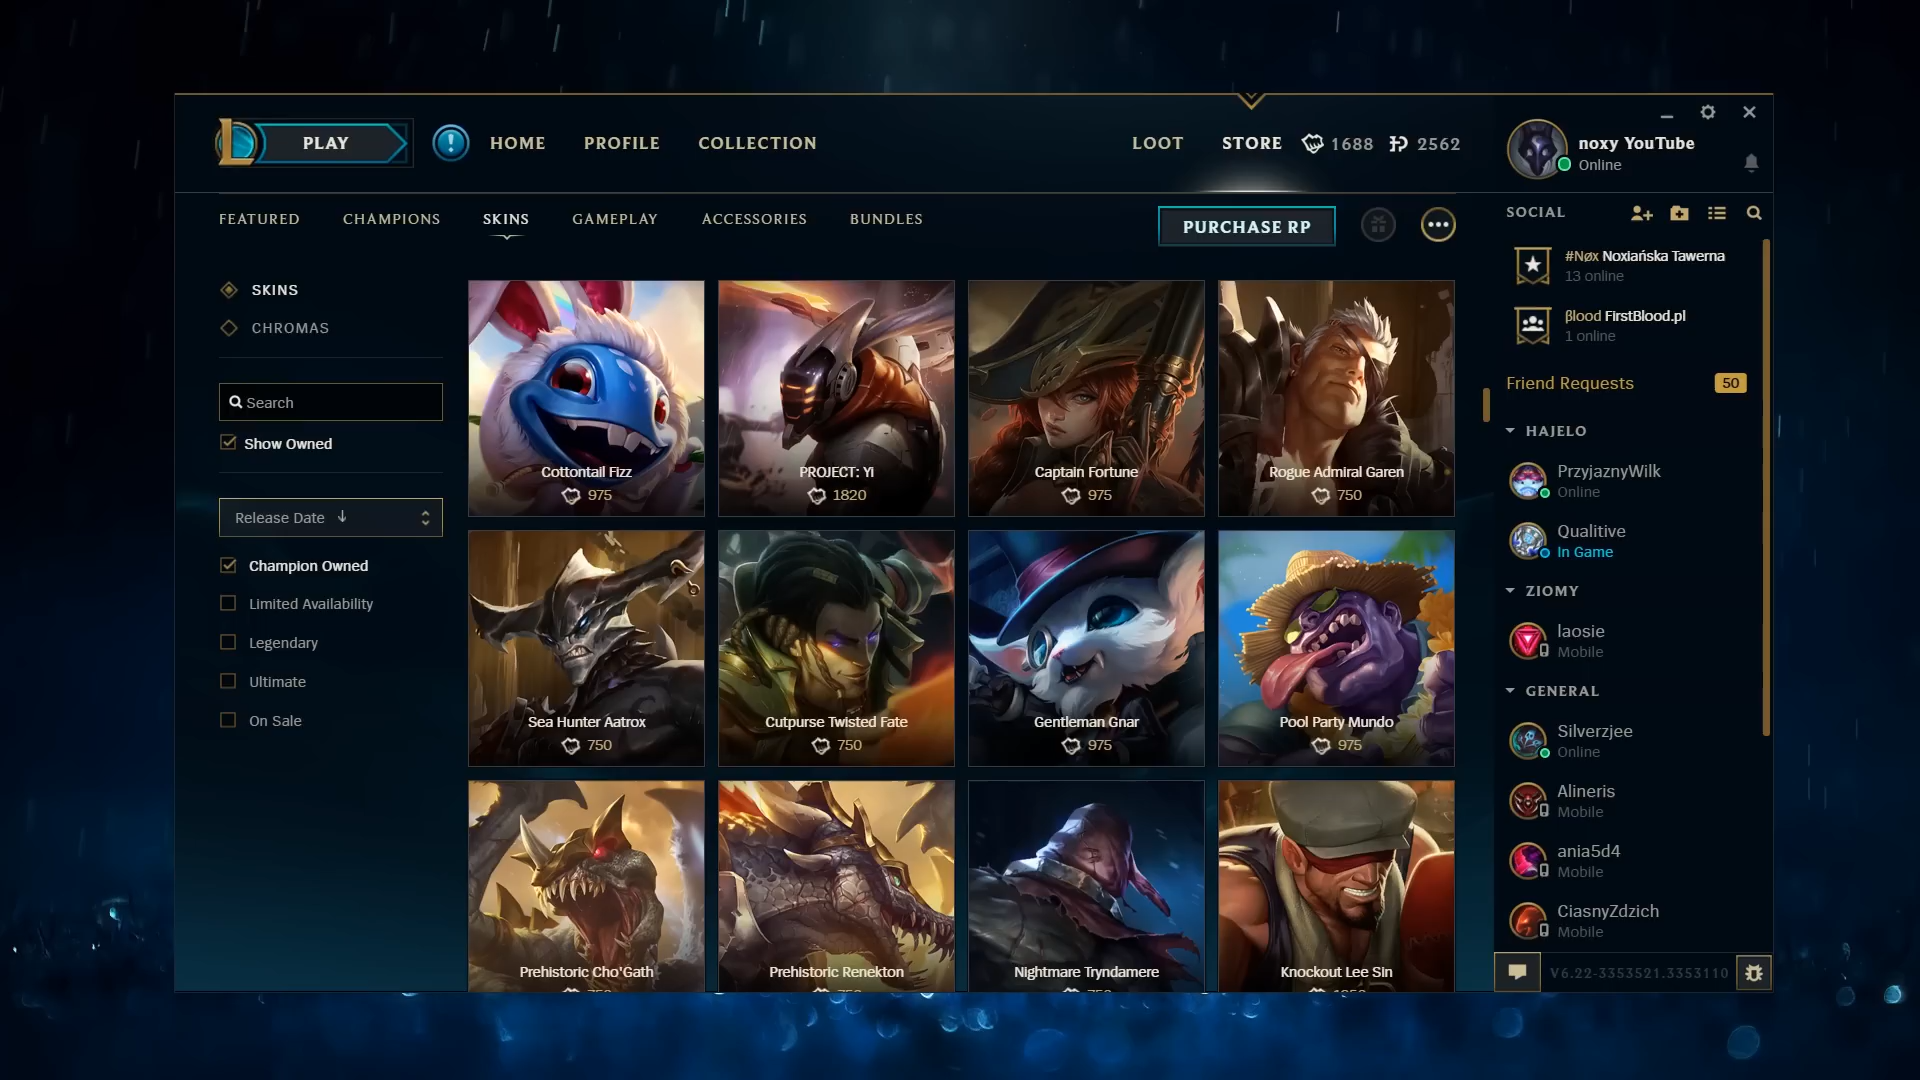 PLAY
HOME
PROFILE
COLLECTION
LOOT
STORE
1688
2562
noxy YouTube
Online
FEATURED
CHAMPIONS
SKINS
GAMEPLAY
ACCESSORIES
BUNDLES
PURCHASE RP
SKINS
CHROMAS
Search
Show Owned
Release Date
Champion Owned
Limited Availability
Legendary
Ultimate
On Sale
Cottontail Fizz
975
PROJECT: Yi
1820
Captain Fortune
975
Rogue Admiral Garen
750
Sea Hunter Aatrox
750
Cutpurse Twisted Fate
750
Gentleman Gnar
975
Pool Party Mundo
975
Prehistoric Cho'Gath
Prehistoric Renekton
Nightmare Tryndamere
Knockout Lee Sin
SOCIAL
#Nøx Noxiańska Tawerna
13 online
βlood FirstBlood.pl
1 online
Friend Requests
50
HAJELO
PrzyjaznyWilk
Online
Qualitive
In Game
ZIOMY
laosie
Mobile
GENERAL
Silverzjee
Online
Alineris
Mobile
ania5d4
Mobile
CiasnyZdzich
Mobile
V6.22-3353521.3353110